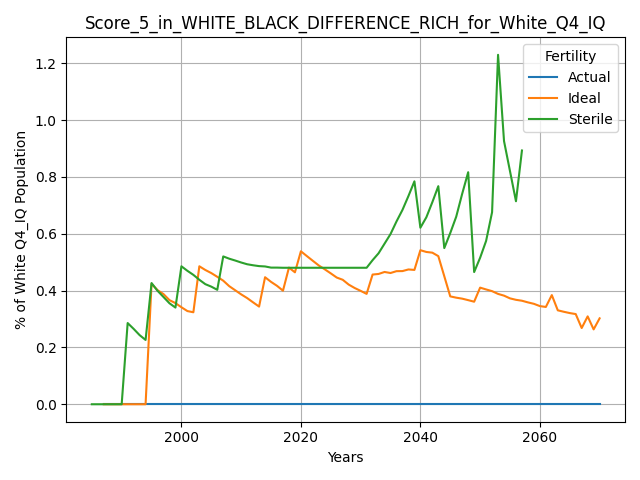 Score_5_in_WHITE_BLACK_DIFFERENCE_RICH_for_White_Q4_IQ
Fertility
Actual
Ideal
Sterile
% of White Q4_IQ Population
1.2
1.0
0.8
0.6
0.4
0.2
0.0
2000 2020 2040 2060
Years